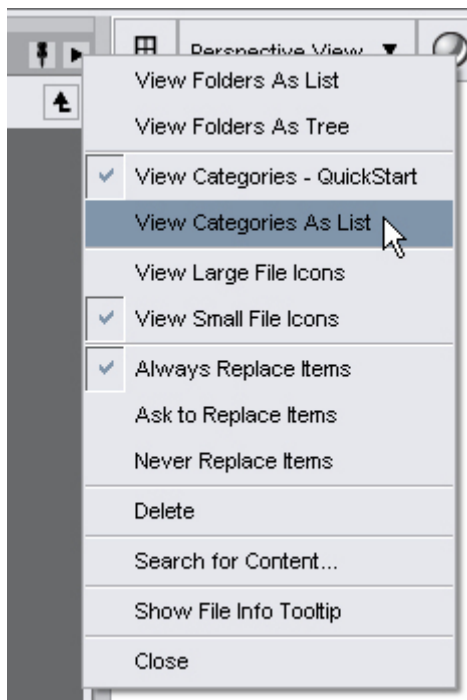 Perspective View
View Folders As List
View Folders As Tree
View Categories - QuickStart
View Categories As List
View Large File Icons
View Small File Icons
Always Replace Items
Ask to Replace Items
Never Replace Items
Delete
Search for Content...
Show File Info Tooltip
Close